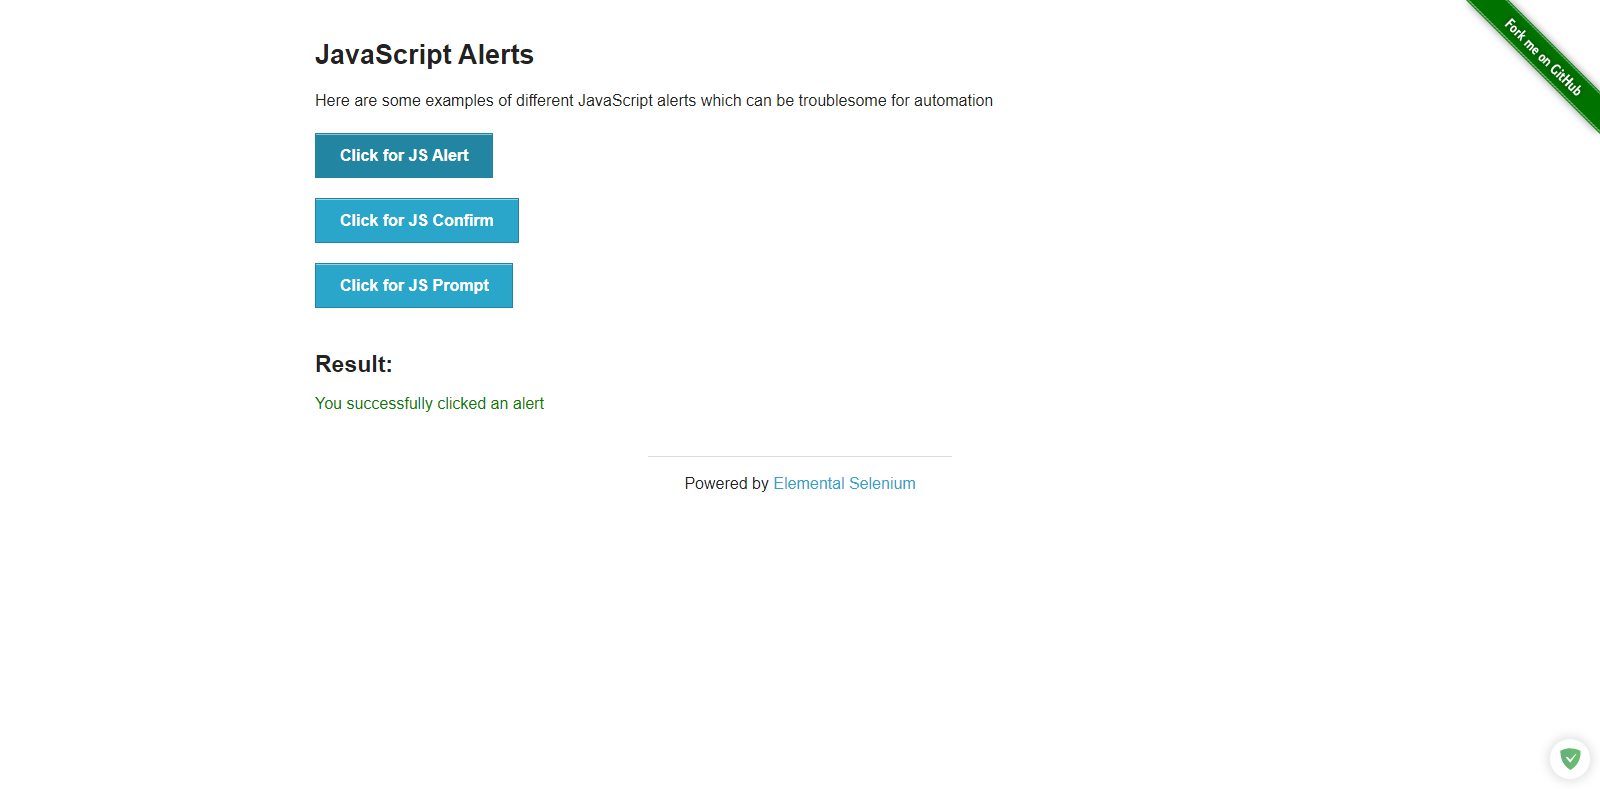 Fork me on GitHub
JavaScript Alerts
Here are some examples of different JavaScript alerts which can be troublesome for automation
Click for JS Alert
Click for JS Confirm
Click for JS Prompt
Result:
You successfully clicked an alert
Powered by Elemental Selenium